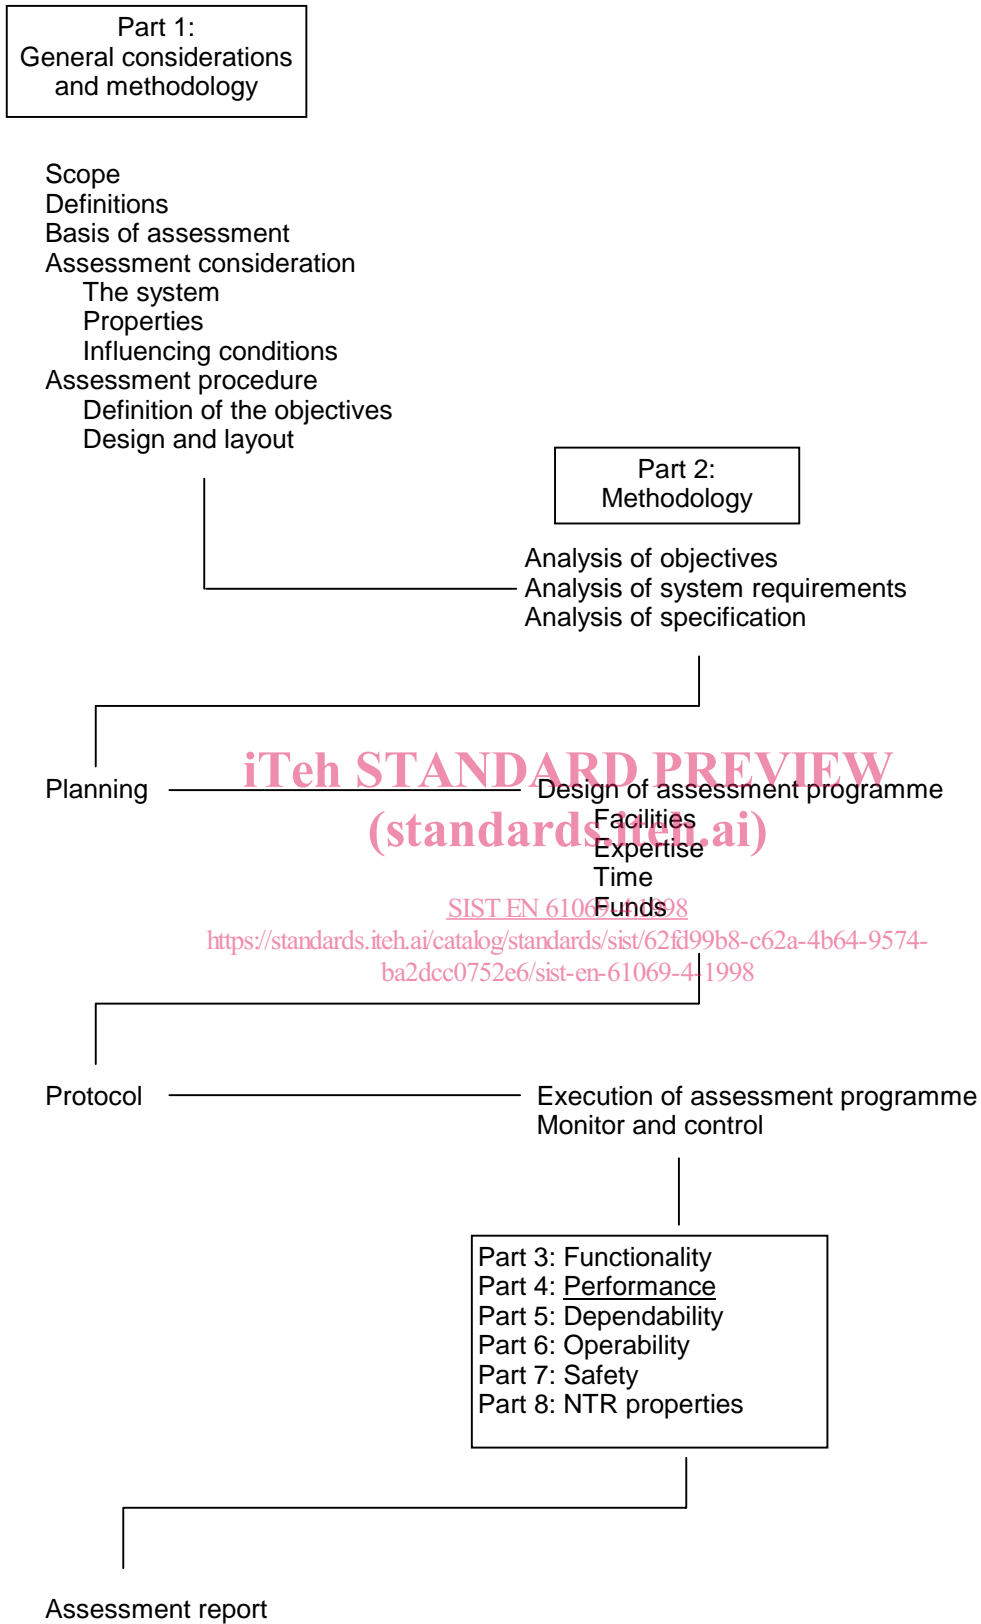 Part 1:
General considerations
and methodology
Scope
Definitions
Basis of assessment
Assessment consideration
The system
Properties
Influencing conditions
Assessment procedure
Definition of the objectives
Design and layout
Part 2:
Methodology
Analysis of objectives
Analysis of system requirements
Analysis of specification
iTeh STANDARD PREVIEW
Planning
Design of assessment programme
(standards.iteh.ai)
Facilities
Expertise
Time
Funds
SIST EN 61069-4:1998
https://standards.iteh.ai/catalog/standards/sist/62fd99b8-c62a-4b64-9574-
ba2dcc0752e6/sist-en-61069-4-1998
Protocol
Execution of assessment programme
Monitor and control
Part 3: Functionality
Part 4: Performance
Part 5: Dependability
Part 6: Operability
Part 7: Safety
Part 8: NTR properties
Assessment report